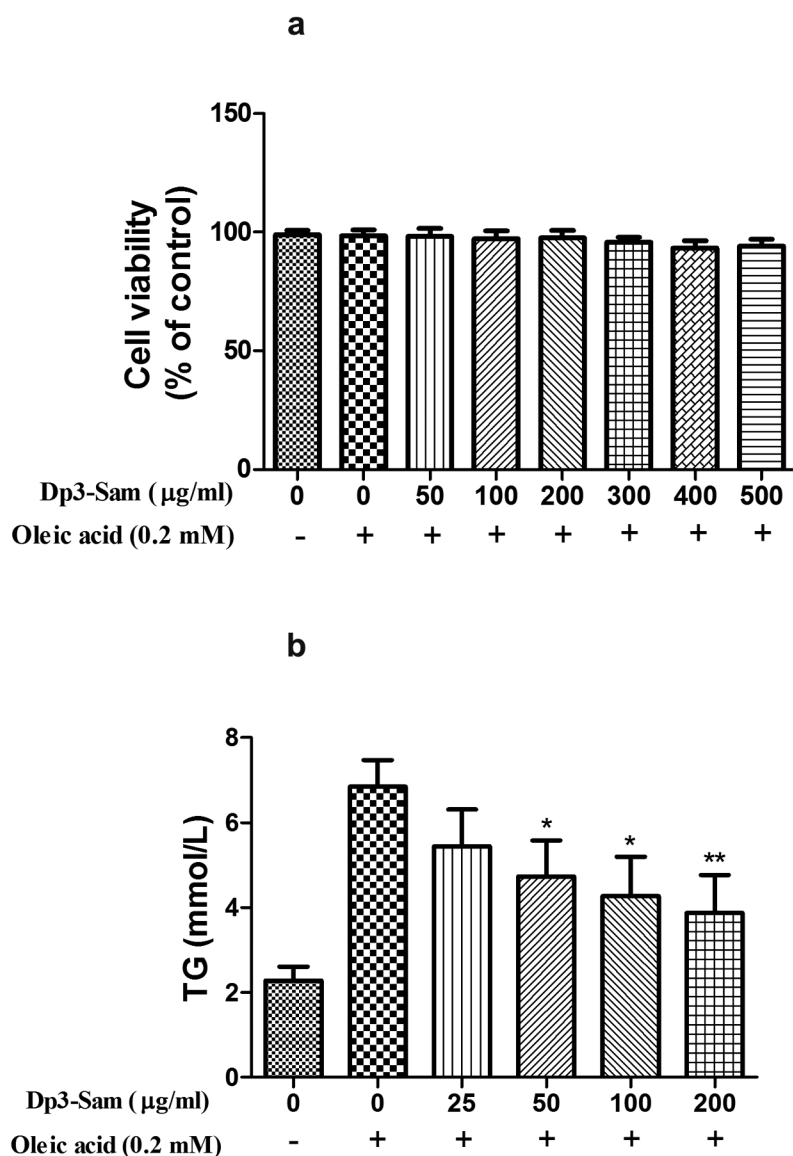 a
150
100
50
0
Cell viability
(% of control)
Dp3-Sam ( μg/ml) 0 0 50 100 200 300 400 500
Oleic acid (0.2 mM) - + + + + + + +
b
8
6
4
2
0
TG (mmol/L)
* * **
Dp3-Sam ( μg/ml) 0 0 25 50 100 200
Oleic acid (0.2 mM) - + + + + +